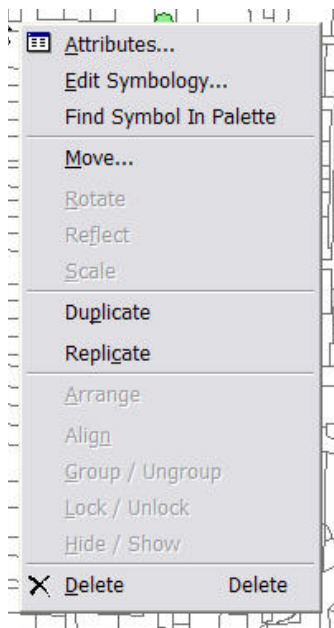 Attributes...
Edit Symbology...
Find Symbol In Palette
Move...
Rotate
Reflect
Scale
Duplicate
Replicate
Arrange
Align
Group / Ungroup
Lock / Unlock
Hide / Show
Delete Delete